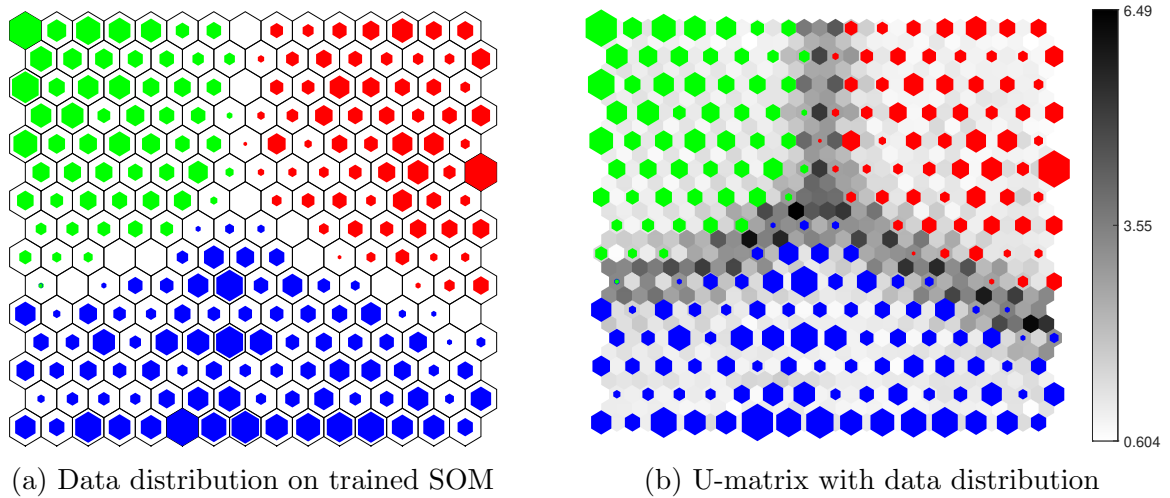 6.49
3.55
0.604
(a) Data distribution on trained SOM
(b) U-matrix with data distribution